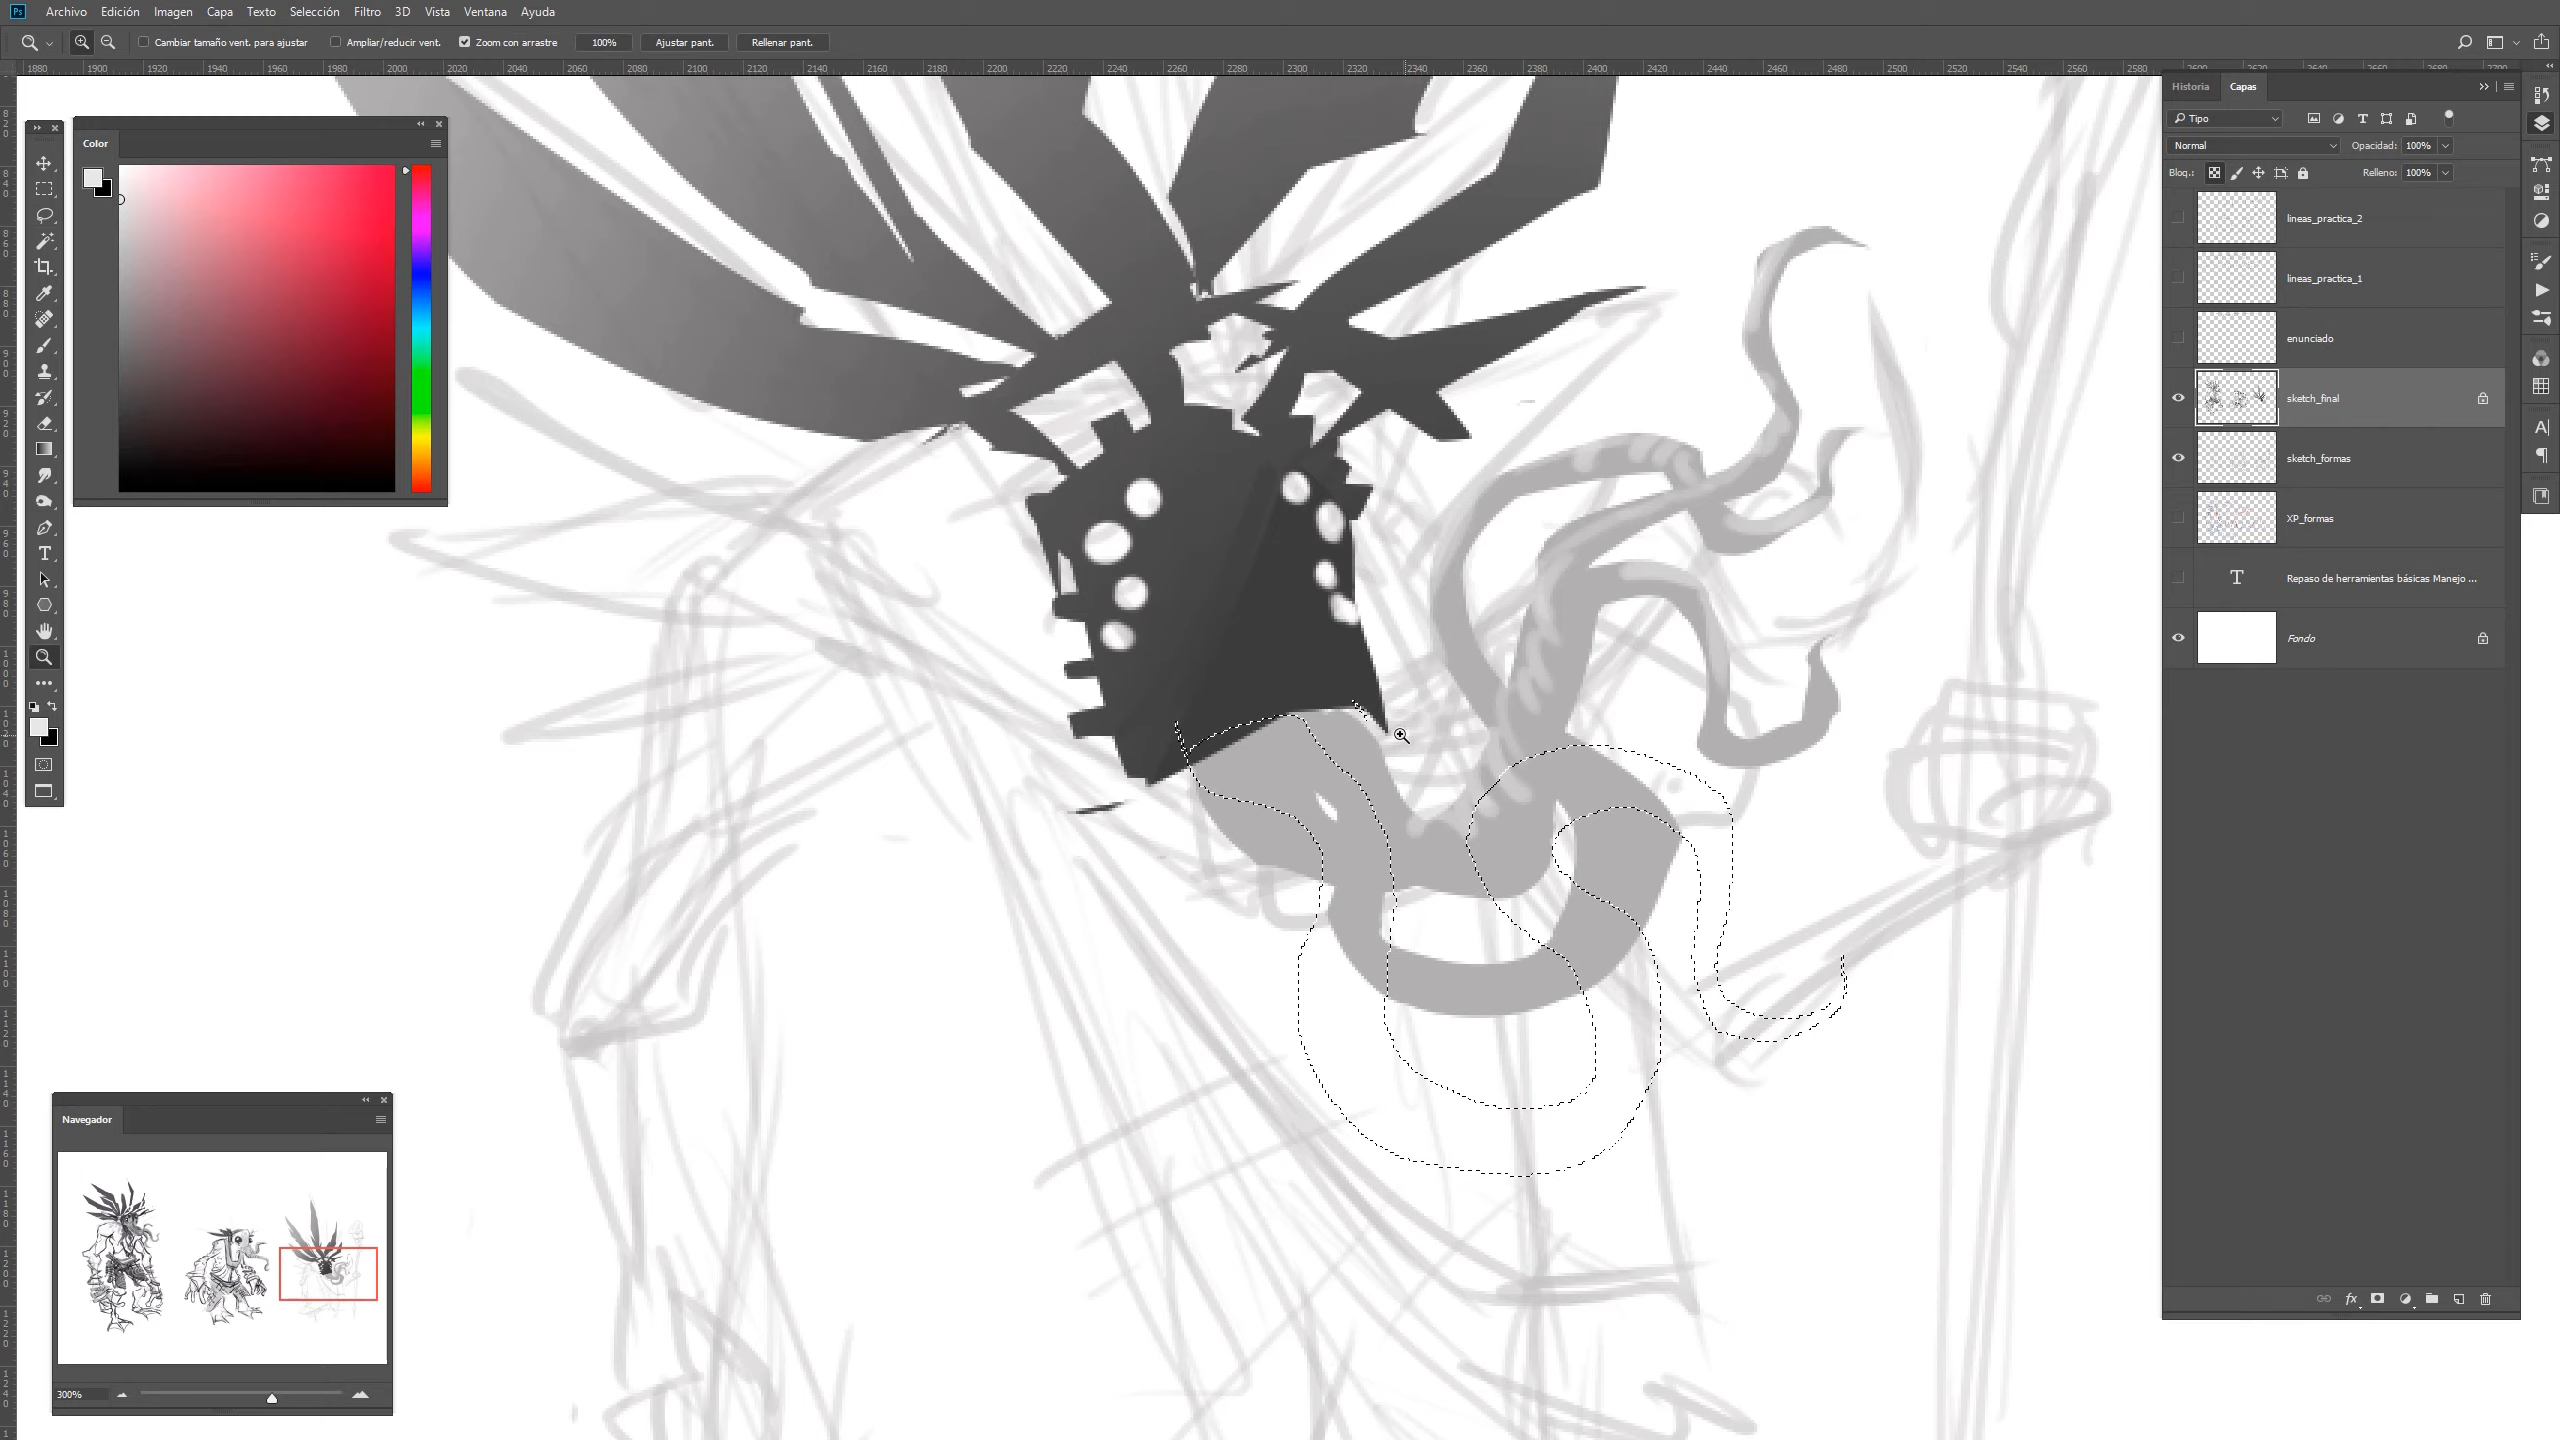 Ps Archivo Edición Imagen Capa Texto Selección Filtro 3D Vista Ventana Ayuda
Cambiar tamaño vent. para ajustar Ampliar/reducir vent. Zoom con arrastre 100% Ajustar pant. Rellenar pant.
1880 1900 1920 1940 1960 1980 2000 2020 2040 2060 2080 2100 2120 2140 2160 2180 2200 2220 2240 2260 2280 2300 2320 2340 2360 2380 2400 2420 2440 2460 2480 2500 2520 2540 2560 2580
Color
Historia Capas
Tipo
Normal Opacidad: 100%
Bloq.: Relleno: 100%
lineas_practica_2
lineas_practica_1
enunciado
sketch_final
sketch_formas
XP_formas
Repaso de herramientas básicas Manejo ...
Fondo
fx
Navegador
300%